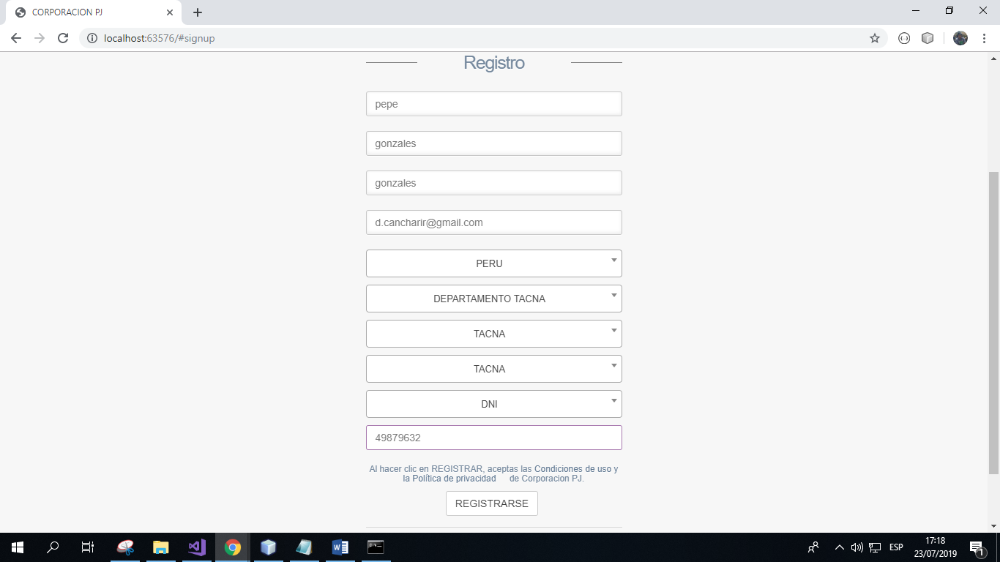 CORPORACION PJ
localhost:63576/#signup
Registro
pepe
gonzales
gonzales
d.cancharir@gmail.com
PERU
DEPARTAMENTO TACNA
TACNA
TACNA
DNI
49879632
Al hacer clic en REGISTRAR, aceptas las Condiciones de uso y
la Política de privacidad de Corporacion PJ.
REGISTRARSE
ESP
17:18
23/07/2019
1